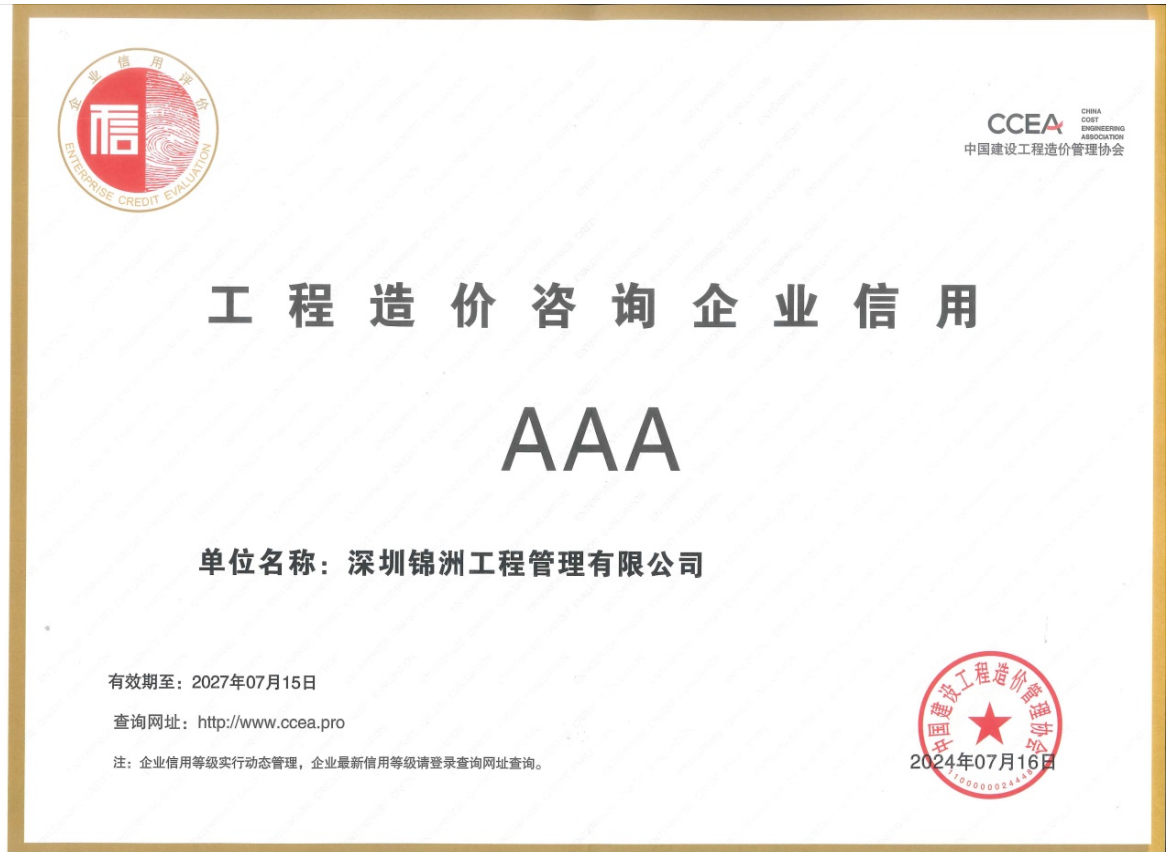 企业信用评价
信
ENTERPRISE CREDIT EVALUATION
CCEA
CHINA
COST
ENGINEERING
ASSOCIATION
中国建设工程造价管理协会
工程造价咨询企业信用
AAA
单位名称：深圳锦洲工程管理有限公司
有效期至：2027年07月15日
查询网址：http://www.ccea.pro
注：企业信用等级实行动态管理，企业最新信用等级请登录查询网址查询。
中国建设工程造价管理协会
2024年07月16日